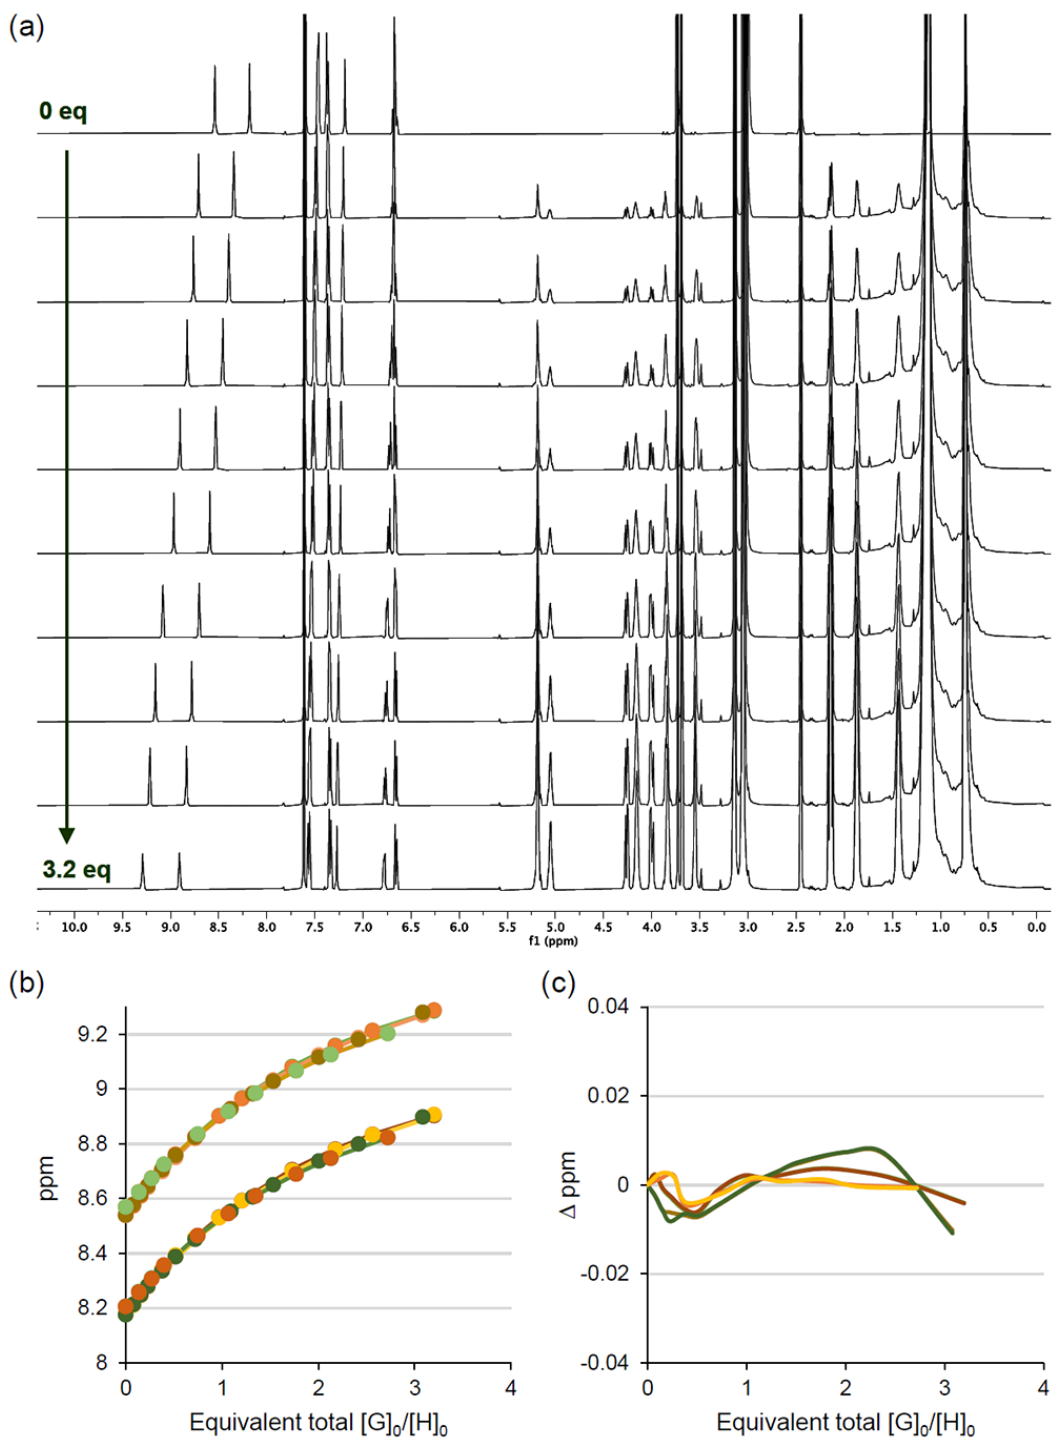 (a)
0 eq
3.2 eq
10.0 9.5 9.0 8.5 8.0 7.5 7.0 6.5 6.0 5.5 5.0 4.5 4.0 3.5 3.0 2.5 2.0 1.5 1.0 0.5 0.0
f1 (ppm)
(b)
9.2
9
8.8
8.6
8.4
8.2
8
ppm
0 1 2 3 4
Equivalent total [G]₀/[H]₀
(c)
0.04
0.02
0
-0.02
-0.04
Δ ppm
0 1 2 3 4
Equivalent total [G]₀/[H]₀